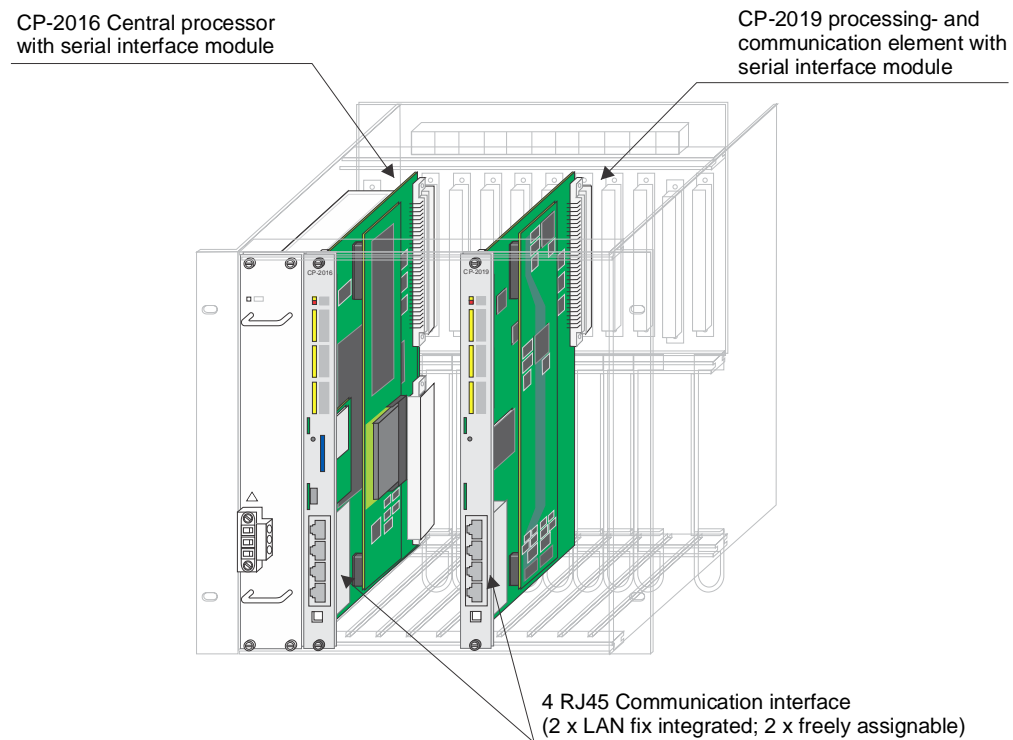 CP-2016 Central processor
with serial interface module
CP-2019 processing- and
communication element with
serial interface module
CP-2016
CP-2019
4 RJ45 Communication interface
(2 x LAN fix integrated; 2 x freely assignable)